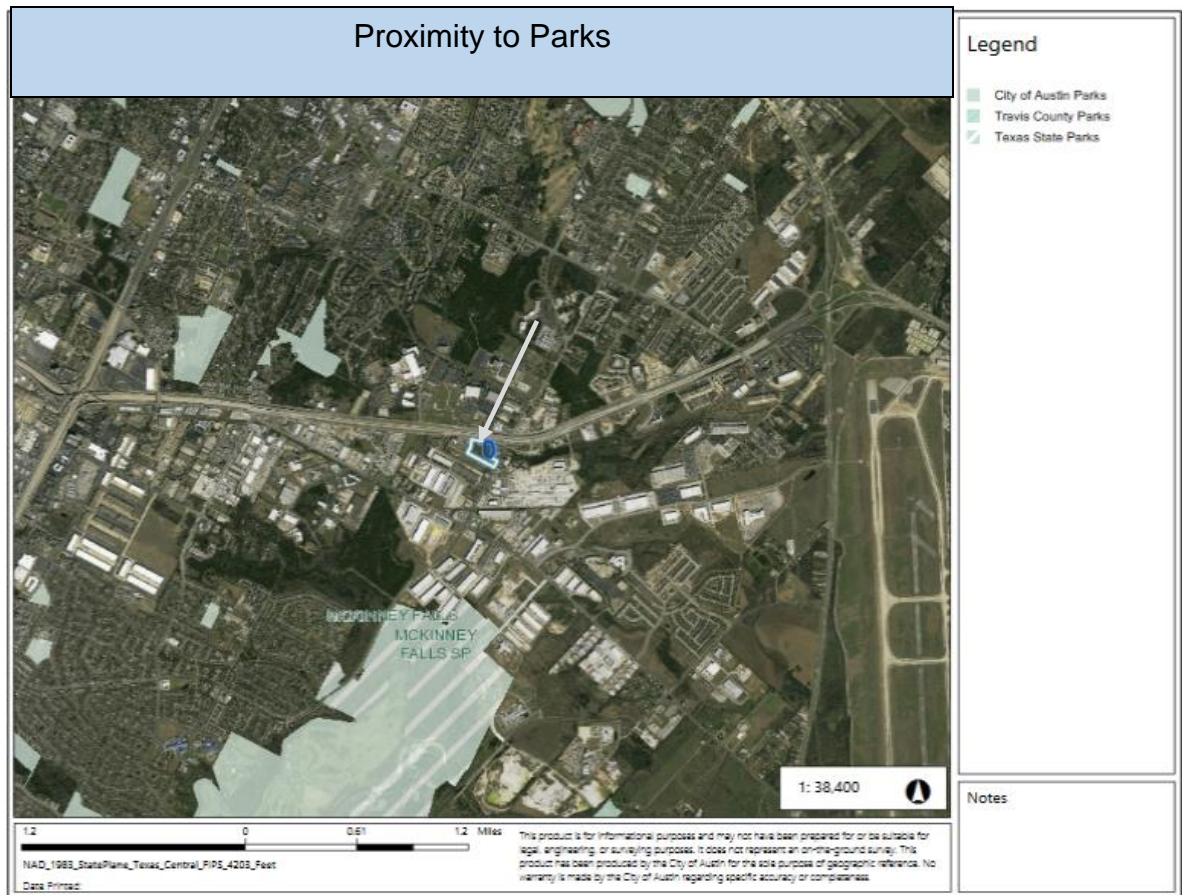 Proximity to Parks
Legend
City of Austin Parks
Travis County Parks
Texas State Parks
MCKINNEY FALLS
MCKINNEY
FALLS SP
1: 38,400
Notes
1.2 0 0.61 1.2 Miles
NAD_1983_StatePlane_Texas_Central_FIPS_4203_Feet
Date Printed:
This product is for informational purposes and may not have been prepared for or be suitable for
legal, engineering, or surveying purposes. It does not represent an on-the-ground survey. This
product has been produced by the City of Austin for the sole purpose of geographic reference. No
warranty is made by the City of Austin regarding specific accuracy or completeness.